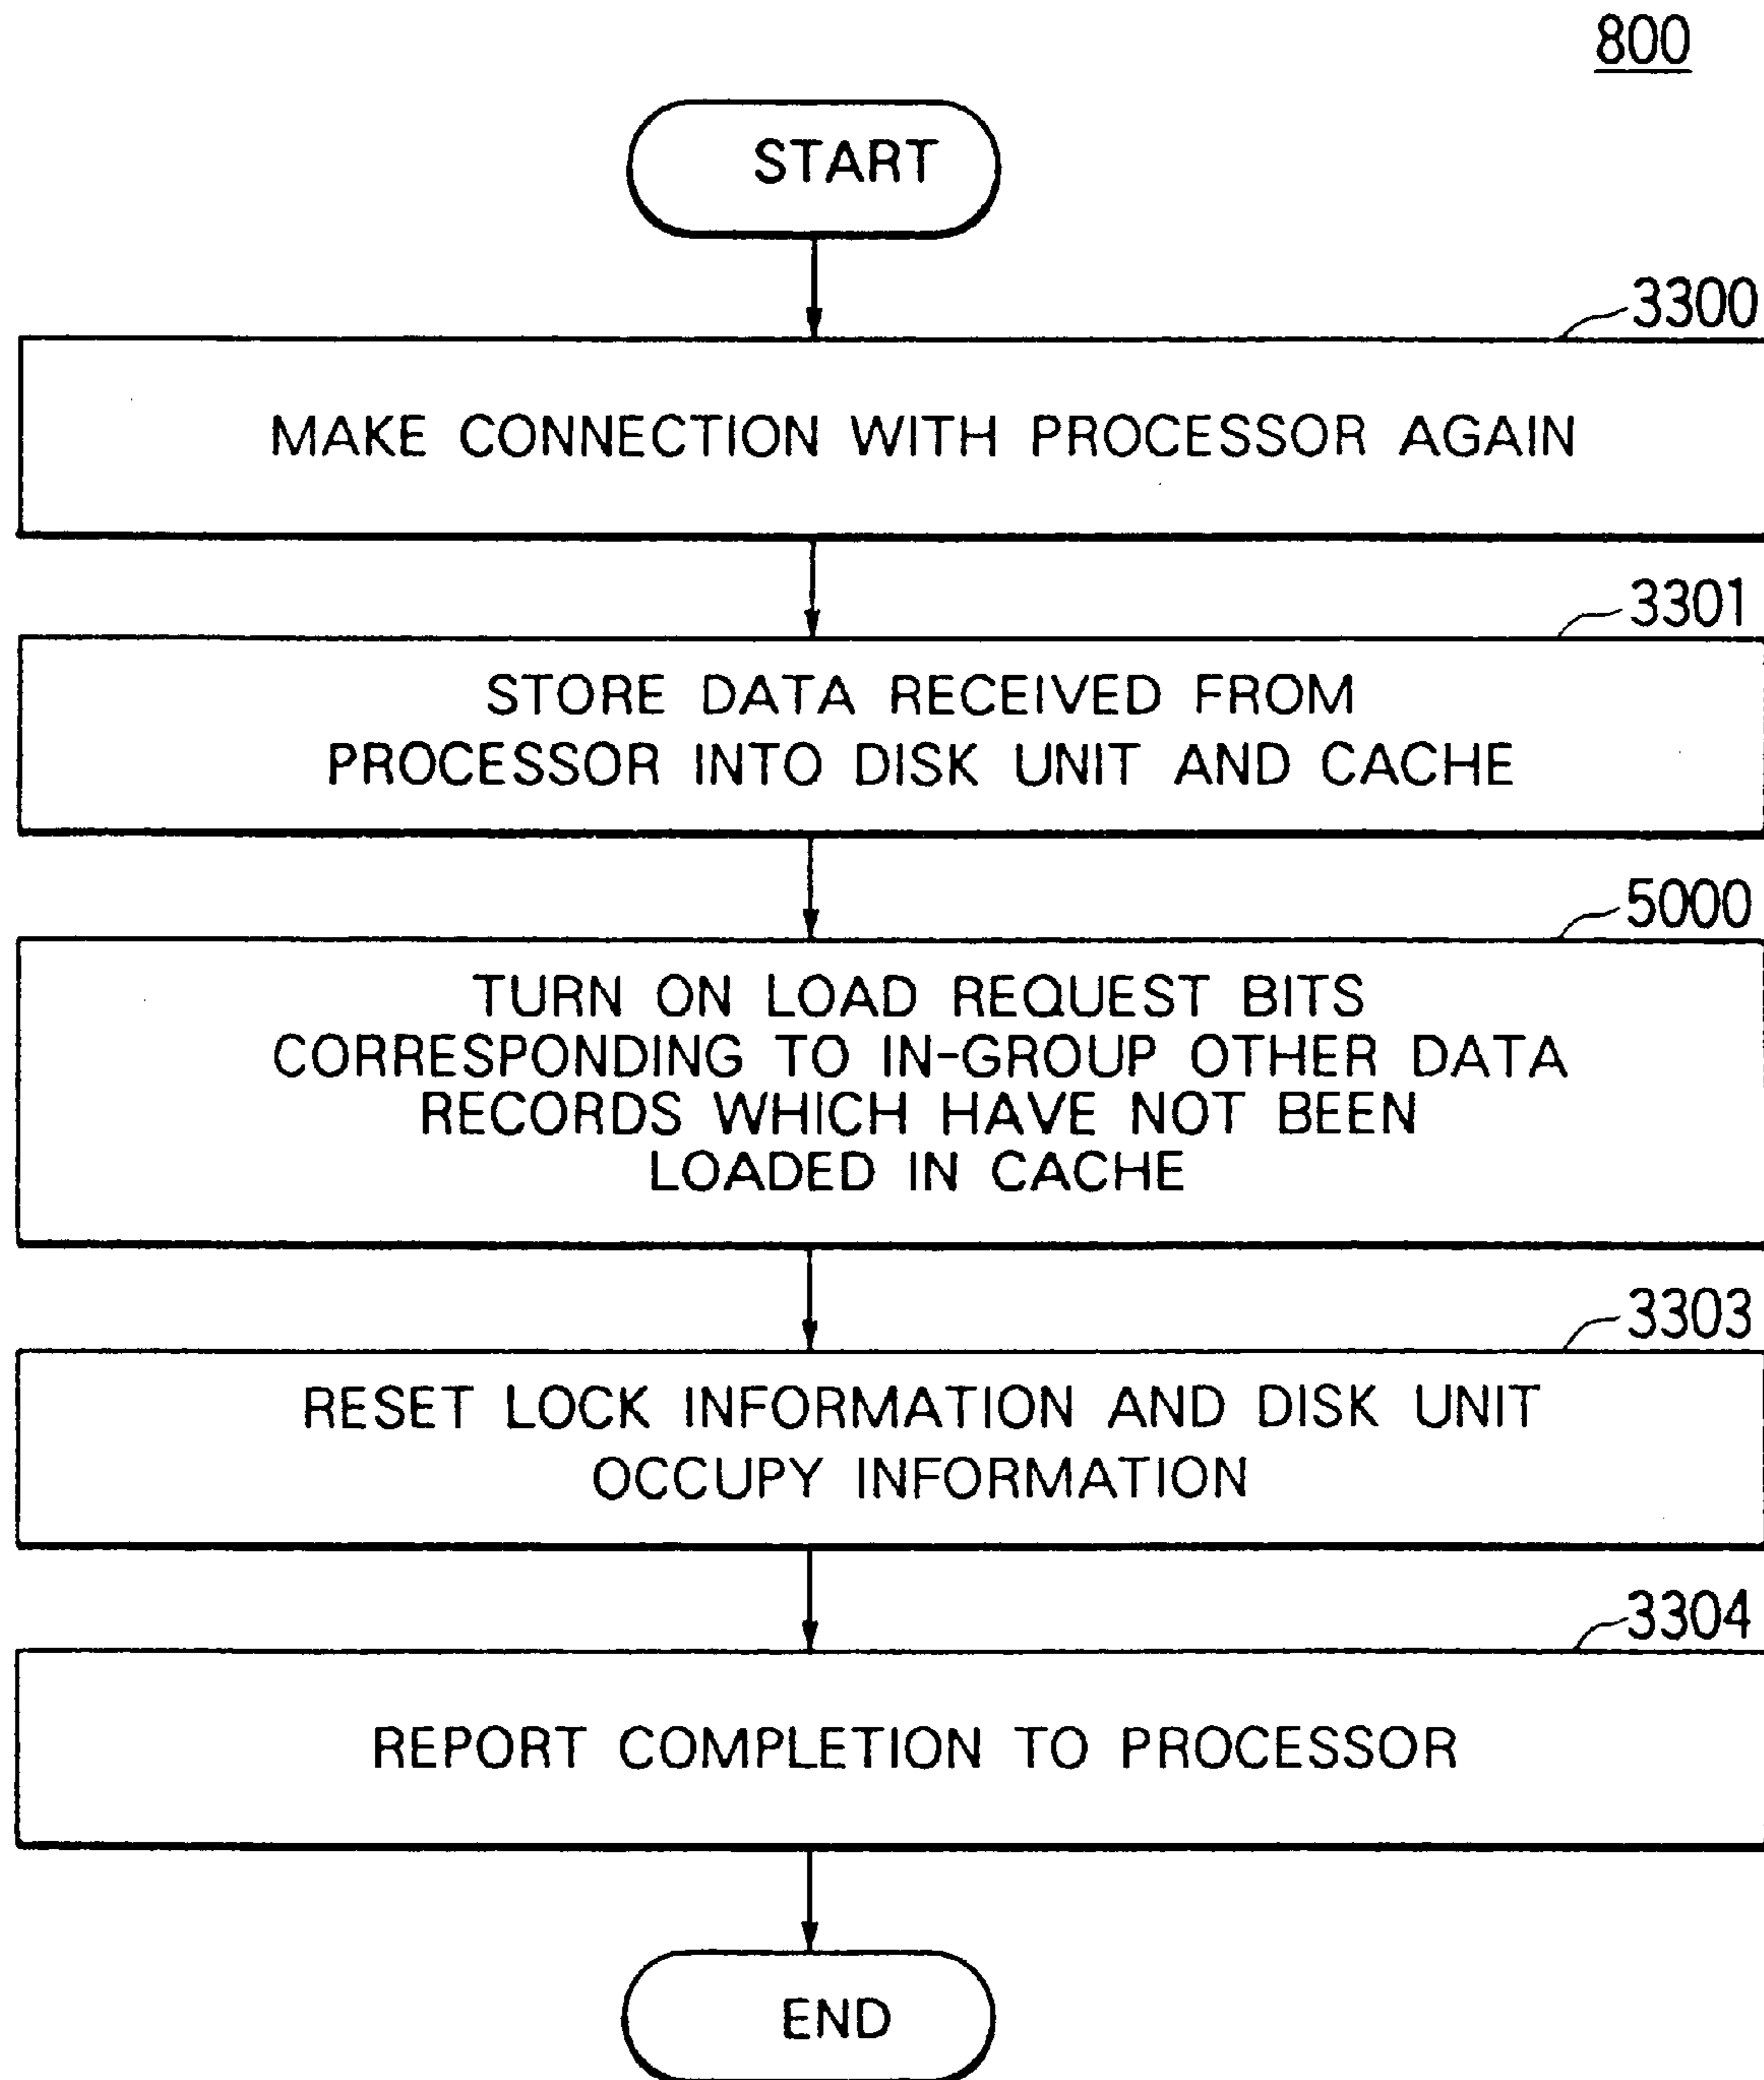 800
START
3300
MAKE CONNECTION WITH PROCESSOR AGAIN
3301
STORE DATA RECEIVED FROM
PROCESSOR INTO DISK UNIT AND CACHE
5000
TURN ON LOAD REQUEST BITS
CORRESPONDING TO IN-GROUP OTHER DATA
RECORDS WHICH HAVE NOT BEEN
LOADED IN CACHE
3303
RESET LOCK INFORMATION AND DISK UNIT
OCCUPY INFORMATION
3304
REPORT COMPLETION TO PROCESSOR
END